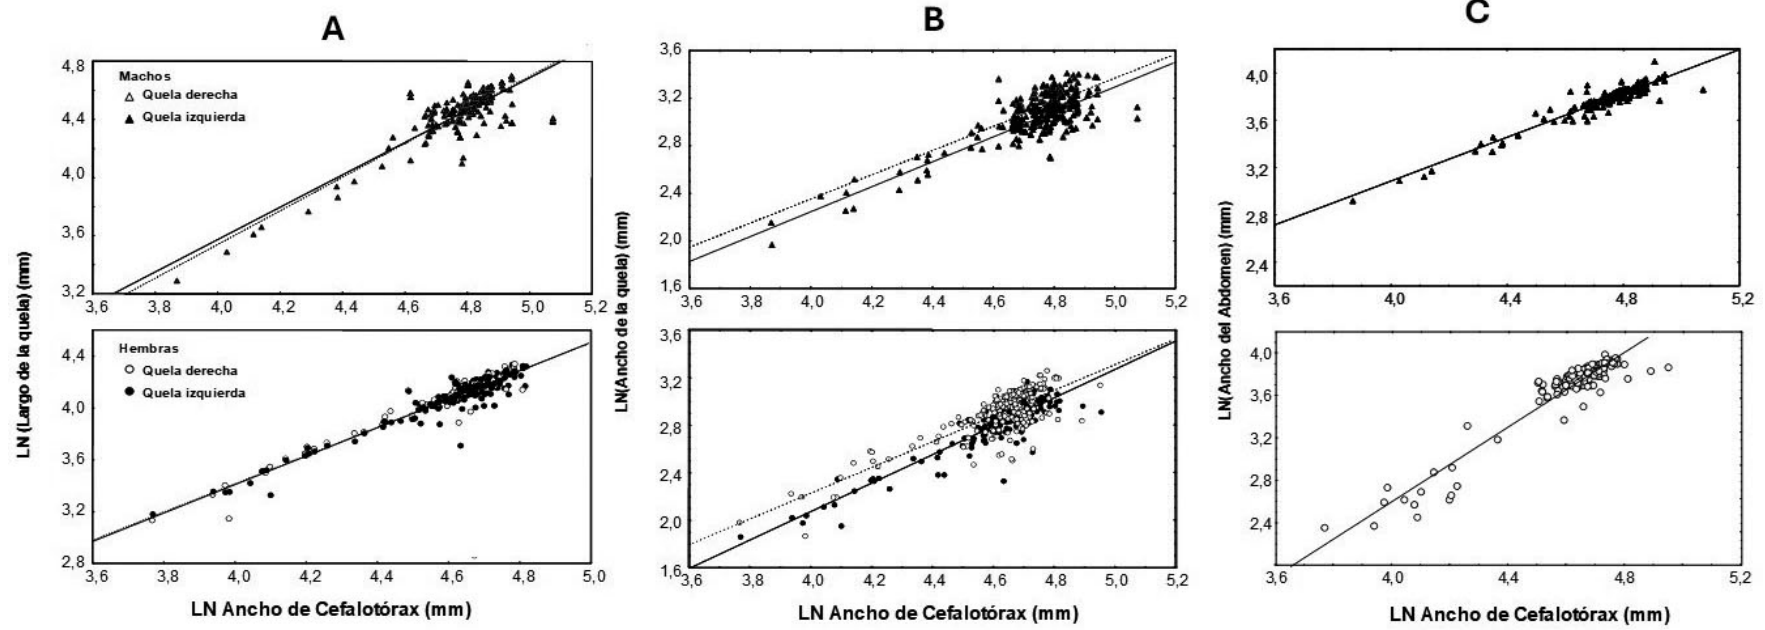 A
B
C
LN (Largo de la quela) (mm)
4,8
4,4
4,0
3,6
3,2
Machos
Quela derecha
Quela izquierda
3,6 4,0 4,2 4,4 4,6 4,8 5,0 5,2
4,4
4,0
3,6
3,2
2,8
Hembras
Quela derecha
Quela izquierda
3,6 4,0 4,2 4,4 4,6 4,8 5,0
LN Ancho de Cefalotórax (mm)
LN(Ancho de la quela) (mm)
3,6
3,2
2,8
2,4
2,0
1,6
3,6 4,0 4,2 4,4 4,6 4,8 5,0 5,2
3,6
3,2
2,8
2,4
2,0
1,6
3,6 4,0 4,2 4,4 4,6 4,8 5,0 5,2
LN Ancho de Cefalotórax (mm)
LN(Ancho del Abdomen) (mm)
4,0
3,6
3,2
2,8
2,4
3,6 4,0 4,4 4,8 5,2
4,0
3,6
3,2
2,8
2,4
3,6 4,0 4,4 4,8 5,2
LN Ancho de Cefalotórax (mm)